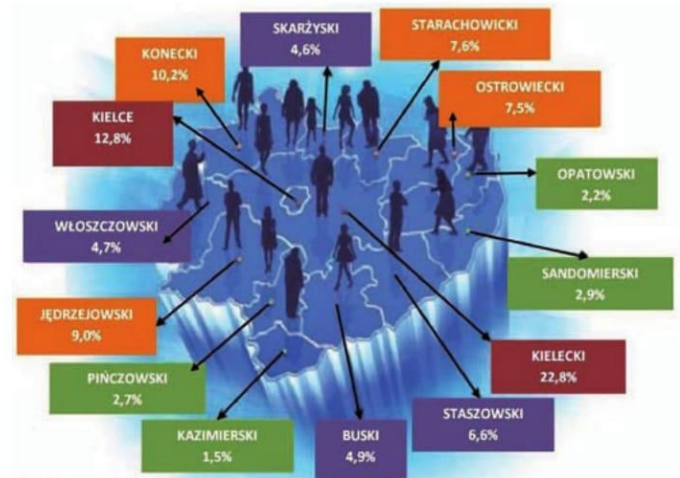 SKARŻYSKI
4,6%
STARACHOWICKI
7,6%
KONECKI
10,2%
OSTROWIECKI
7,5%
KIELCE
12,8%
OPATOWSKI
2,2%
WŁOSZCZOWSKI
4,7%
SANDOMIERSKI
2,9%
JĘDRZEJOWSKI
9,0%
KIELECKI
22,8%
PIŃCZOWSKI
2,7%
STASZOWSKI
6,6%
KAZIMIERSKI
1,5%
BUSKI
4,9%